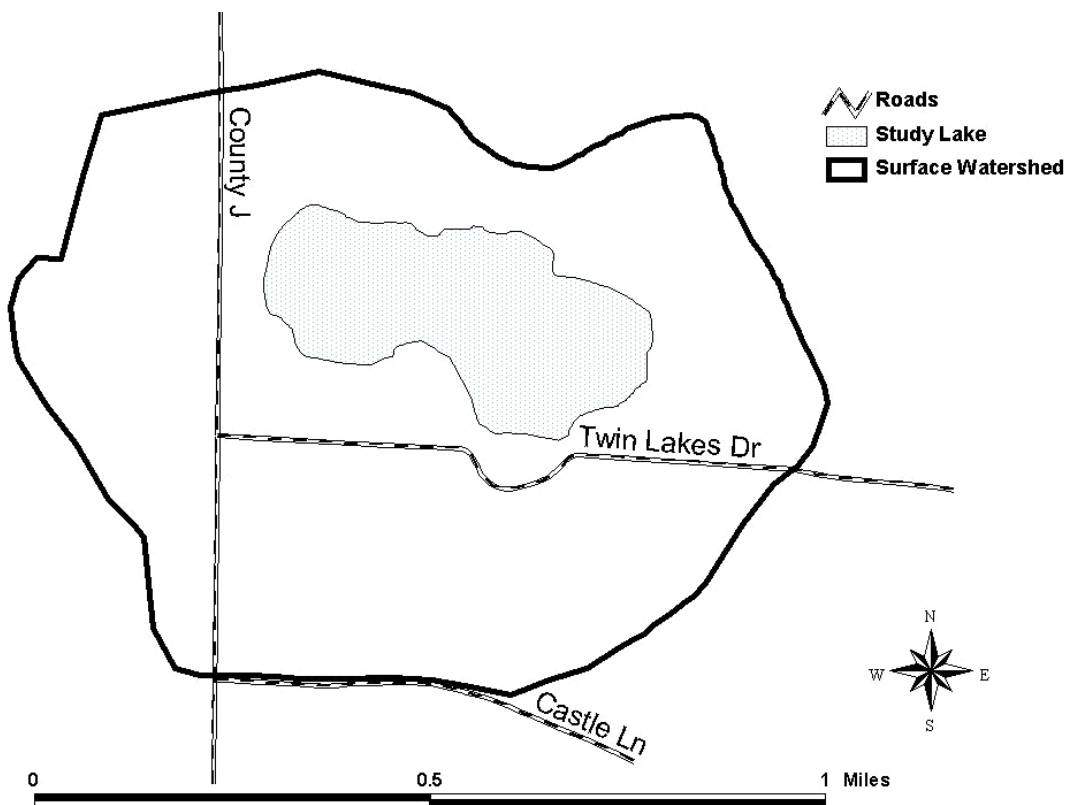 County J
Roads
Study Lake
Surface Watershed
Twin Lakes Dr
Castle Ln
N
W E
S
0 0.5 1 Miles